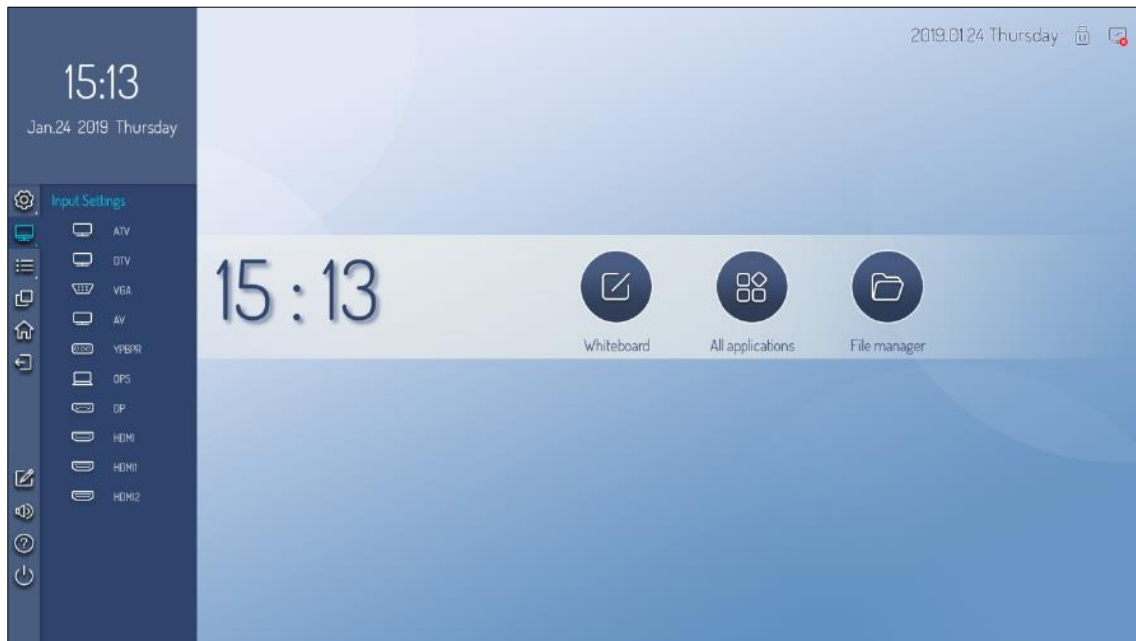 15:13
Jan.24 2019 Thursday
Input Settings
ATV
DTV
VGA
AV
YPBPR
OPS
DP
HDMI
HDMI1
HDMI2
2019.01.24 Thursday
15 : 13
Whiteboard
All applications
File manager